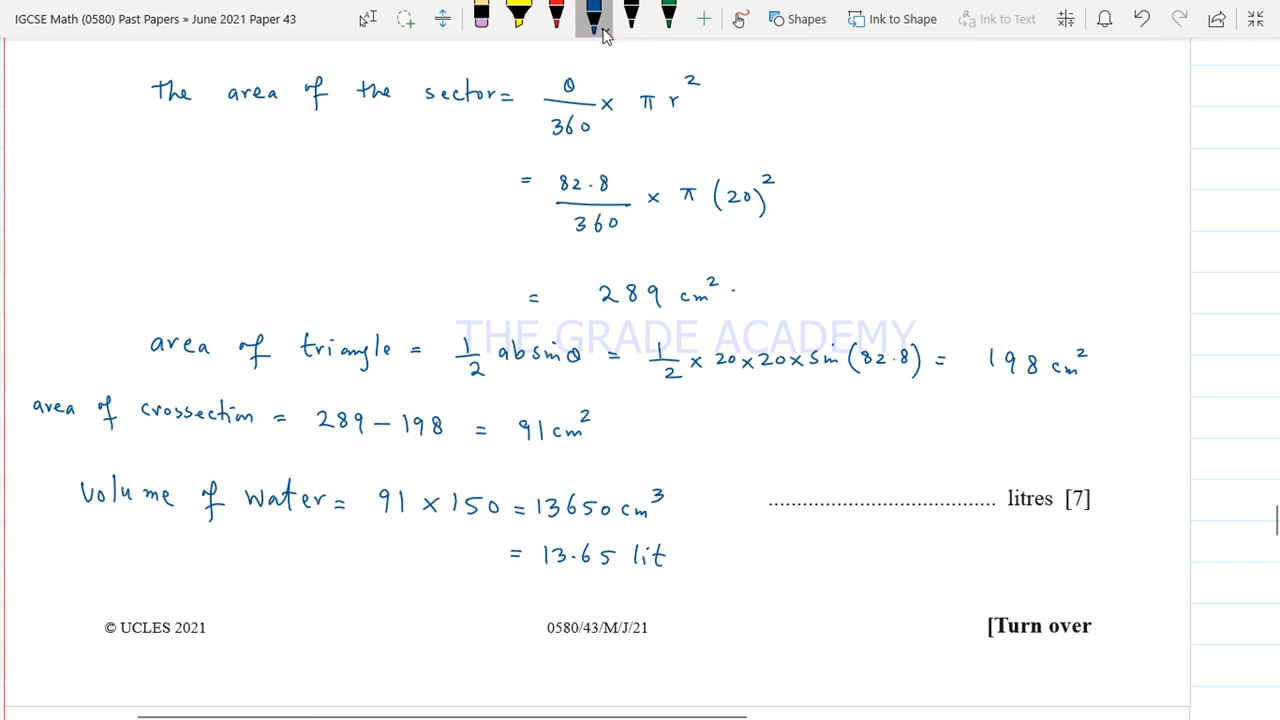 IGCSE Math (0580) Past Papers » June 2021 Paper 43 Shapes Ink to Shape Ink to Text
The area of the sector = θ/360 × π r²
= 82.8/360 × π (20)²
= 289 cm².
THE GRADE ACADEMY
area of triangle = 1/2 ab sin θ = 1/2 × 20 × 20 × sin (82.8) = 198 cm²
area of crossection = 289 – 198 = 91 cm²
Volume of water = 91 × 150 = 13650 cm³ ...................................... litres [7]
= 13.65 lit
© UCLES 2021 0580/43/M/J/21 [Turn over